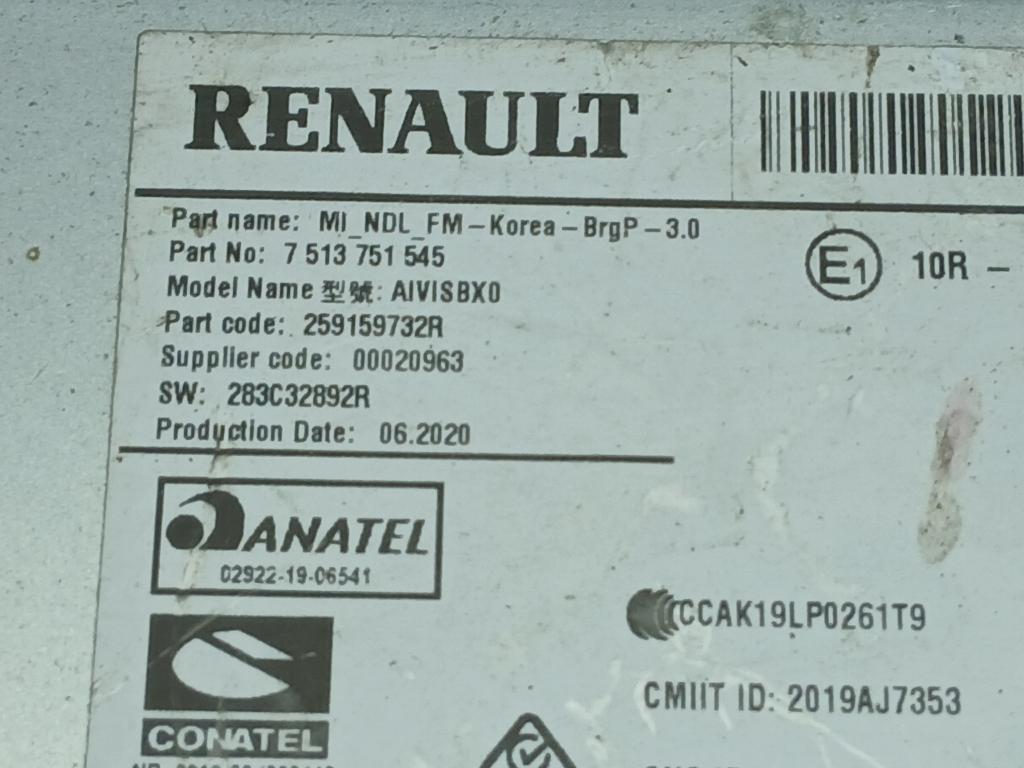 RENAULT
Part name: MI_NDL_FM-Korea-BrgP-3.0
Part No: 7 513 751 545
E1 10R -
Model Name 型號: AIVISBX0
Part code: 259159732R
Supplier code: 00020963
SW: 283C32892R
Production Date: 06.2020
ANATEL
02922-19-06541
CCAK19LP0261T9
CMIIT ID: 2019AJ7353
CONATEL